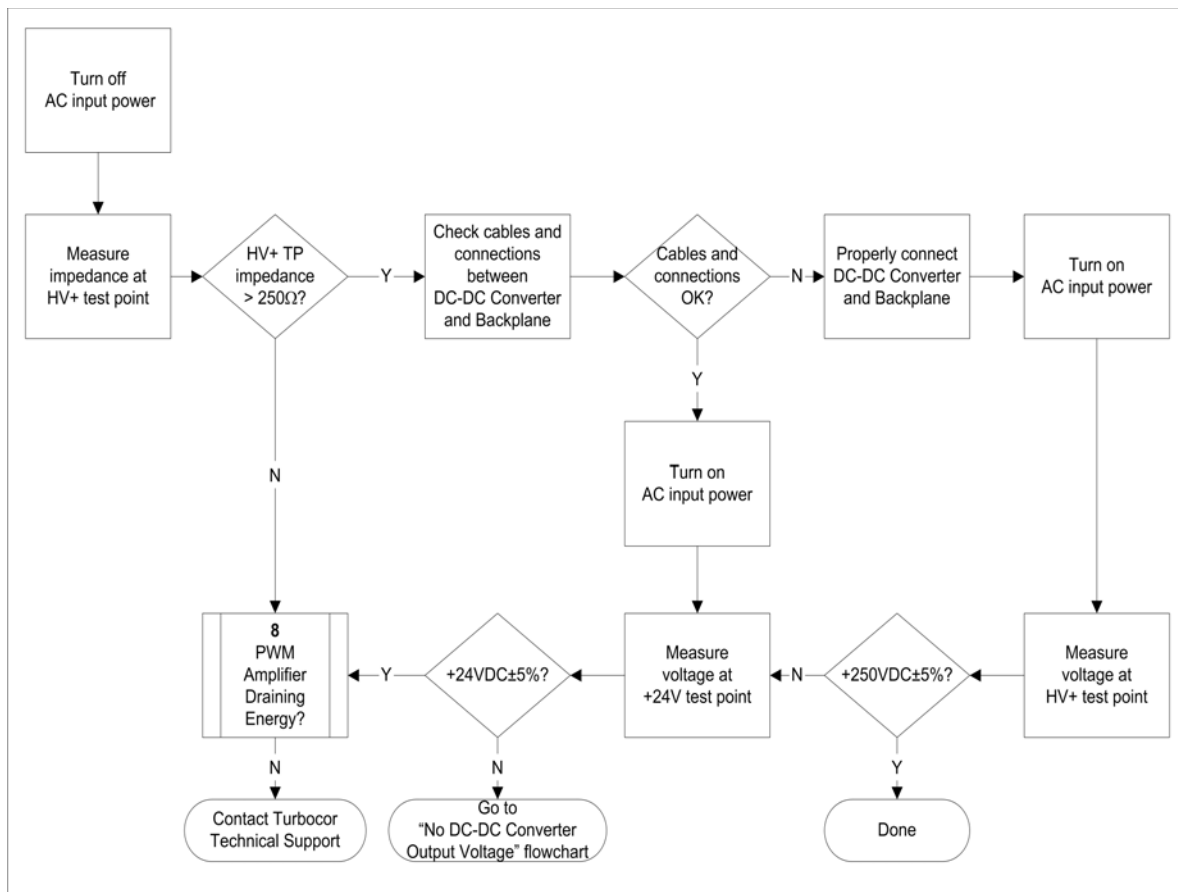 Turn off
AC input power
Measure
impedance at
HV+ test point
HV+ TP
impedance
> 250Ω?
Y
Check cables and
connections
between
DC-DC Converter
and Backplane
Cables and
connections
OK?
N
Properly connect
DC-DC Converter
and Backplane
Turn on
AC input power
Y
N
Turn on
AC input power
8
PWM
Amplifier
Draining
Energy?
Y
+24VDC±5%?
Measure
voltage at
+24V test point
N
+250VDC±5%?
Measure
voltage at
HV+ test point
N
N
Y
Contact Turbocor
Technical Support
Go to
“No DC-DC Converter
Output Voltage” flowchart
Done